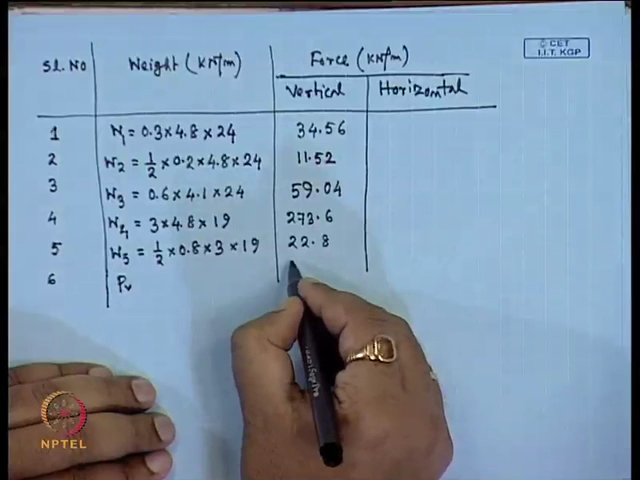 Sl. No Weight (KN/m) Force (KN/m)
Vertical Horizontal
1 W1 = 0.3×4.8×24 34.56
2 W2 = 1/2×0.2×4.8×24 11.52
3 W3 = 0.6×4.1×24 59.04
4 W4 = 3×4.8×19 273.6
5 W5 = 1/2×0.8×3×19 22.8
6 Pv
© CET
I.I.T. KGP
NPTEL